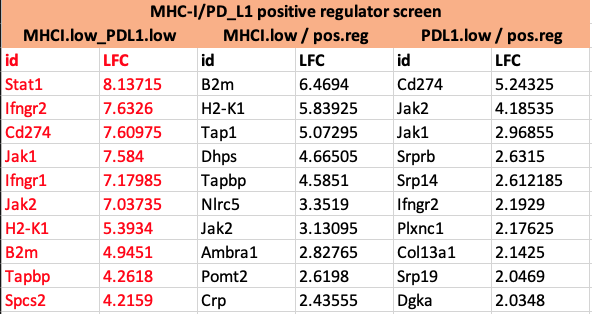 MHC-I/PD_L1 positive regulator screen
MHCI.low_PDL1.low MHCI.low / pos.reg PDL1.low / pos.reg
id LFC id LFC id LFC
Stat1 8.13715 B2m 6.4694 Cd274 5.24325
Ifngr2 7.6326 H2-K1 5.83925 Jak2 4.18535
Cd274 7.60975 Tap1 5.07295 Jak1 2.96855
Jak1 7.584 Dhps 4.66505 Srprb 2.6315
Ifngr1 7.17985 Tapbp 4.5851 Srp14 2.612185
Jak2 7.03735 Nlrc5 3.3519 Ifngr2 2.1929
H2-K1 5.3934 Jak2 3.13095 Plxnc1 2.17625
B2m 4.9451 Ambra1 2.82765 Col13a1 2.1425
Tapbp 4.2618 Pomt2 2.6198 Srp19 2.0469
Spcs2 4.2159 Crp 2.43555 Dgka 2.0348